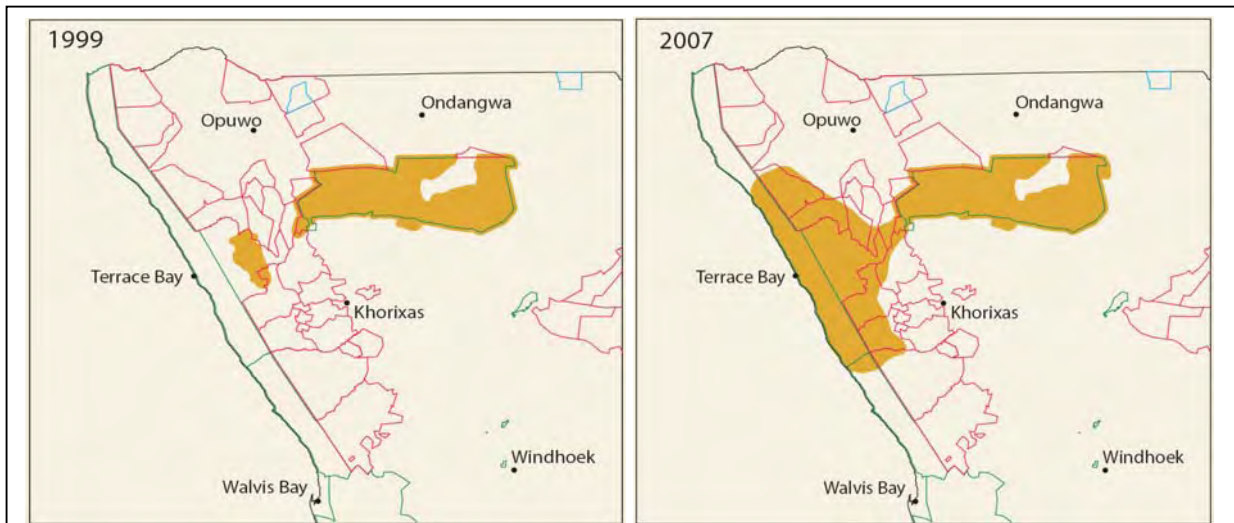 1999
Opuwo
Ondangwa
Terrace Bay
Khorixas
Windhoek
Walvis Bay
2007
Opuwo
Ondangwa
Terrace Bay
Khorixas
Windhoek
Walvis Bay